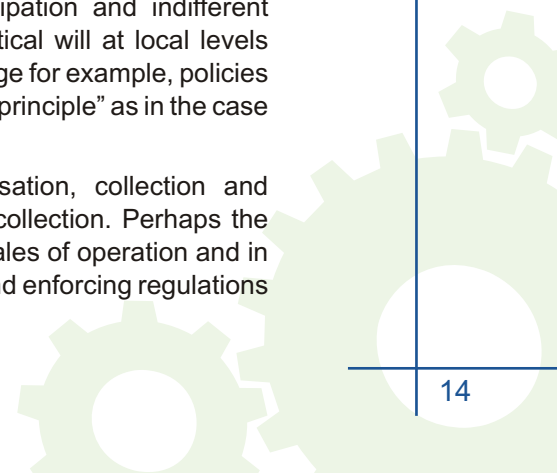 and indifferent
tical will at local levels
ge for example, policies
principle” as in the case
sation, collection and
collection. Perhaps the
ales of operation and in
nd enforcing regulations
14